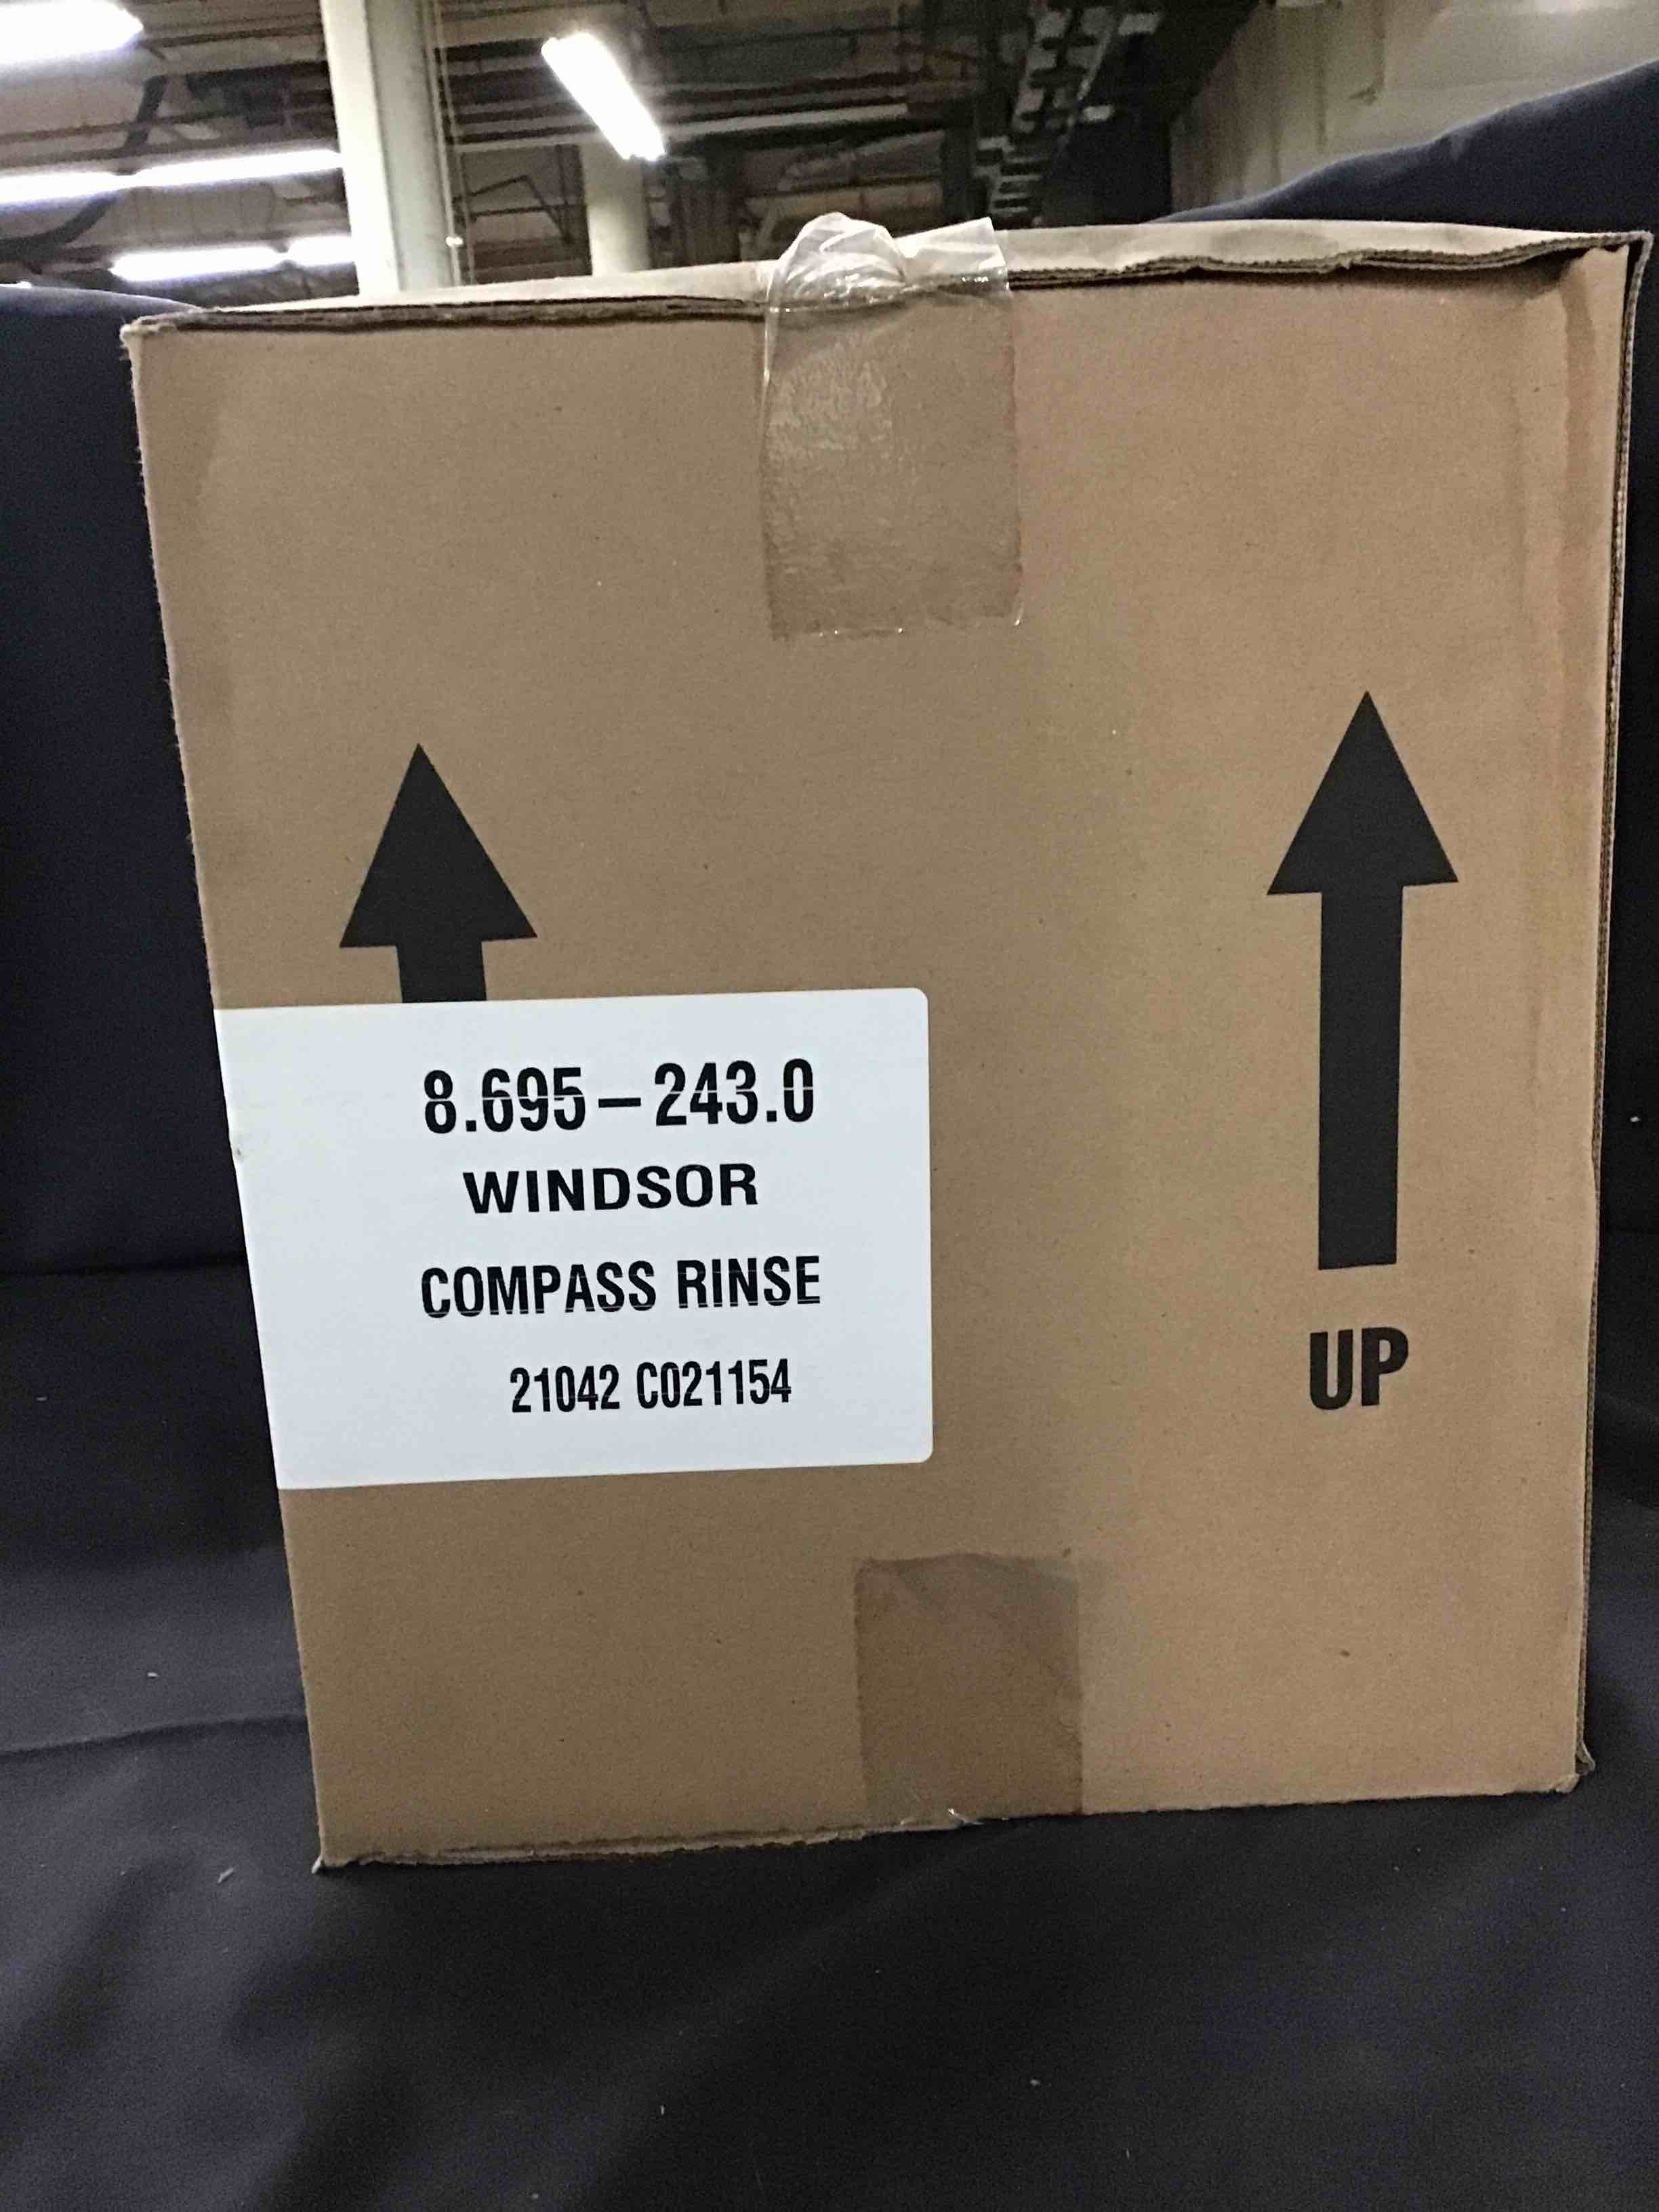 8.695-243.0
WINDSOR
COMPASS RINSE
21042 C021154
UP